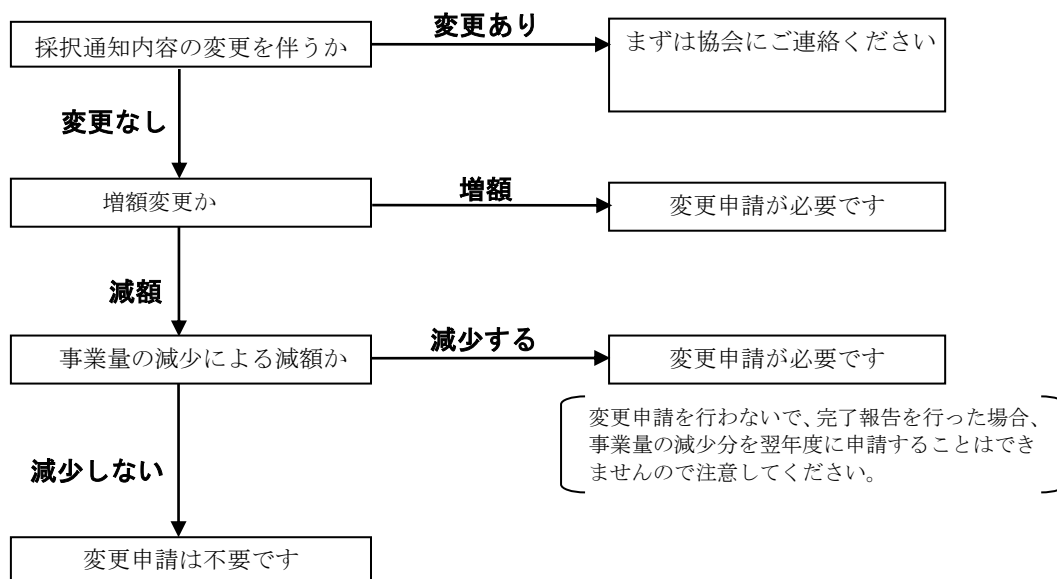 採択通知内容の変更を伴うか
変更あり
まずは協会にご連絡ください
変更なし
増額変更か
増額
変更申請が必要です
減額
事業量の減少による減額か
減少する
変更申請が必要です
変更申請を行わないで、完了報告を行った場合、
事業量の減少分を翌年度に申請することはでき
ませんので注意してください。
減少しない
変更申請は不要です